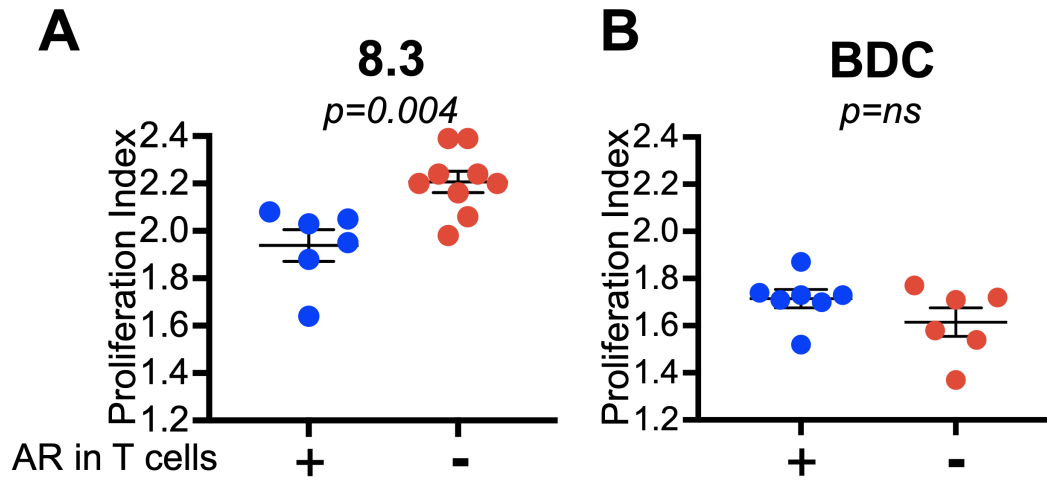 A
8.3
p=0.004
Proliferation Index
2.4
2.2
2.0
1.8
1.6
1.4
1.2
AR in T cells
+ -
B
BDC
p=ns
Proliferation Index
2.4
2.2
2.0
1.8
1.6
1.4
1.2
+ -